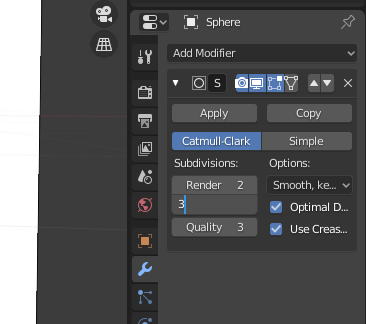 Sphere
Add Modifier
S
Apply Copy
Catmull-Clark Simple
Subdivisions: Options:
Render 2 Smooth, ke...
3 Optimal D...
Quality 3 Use Creas...